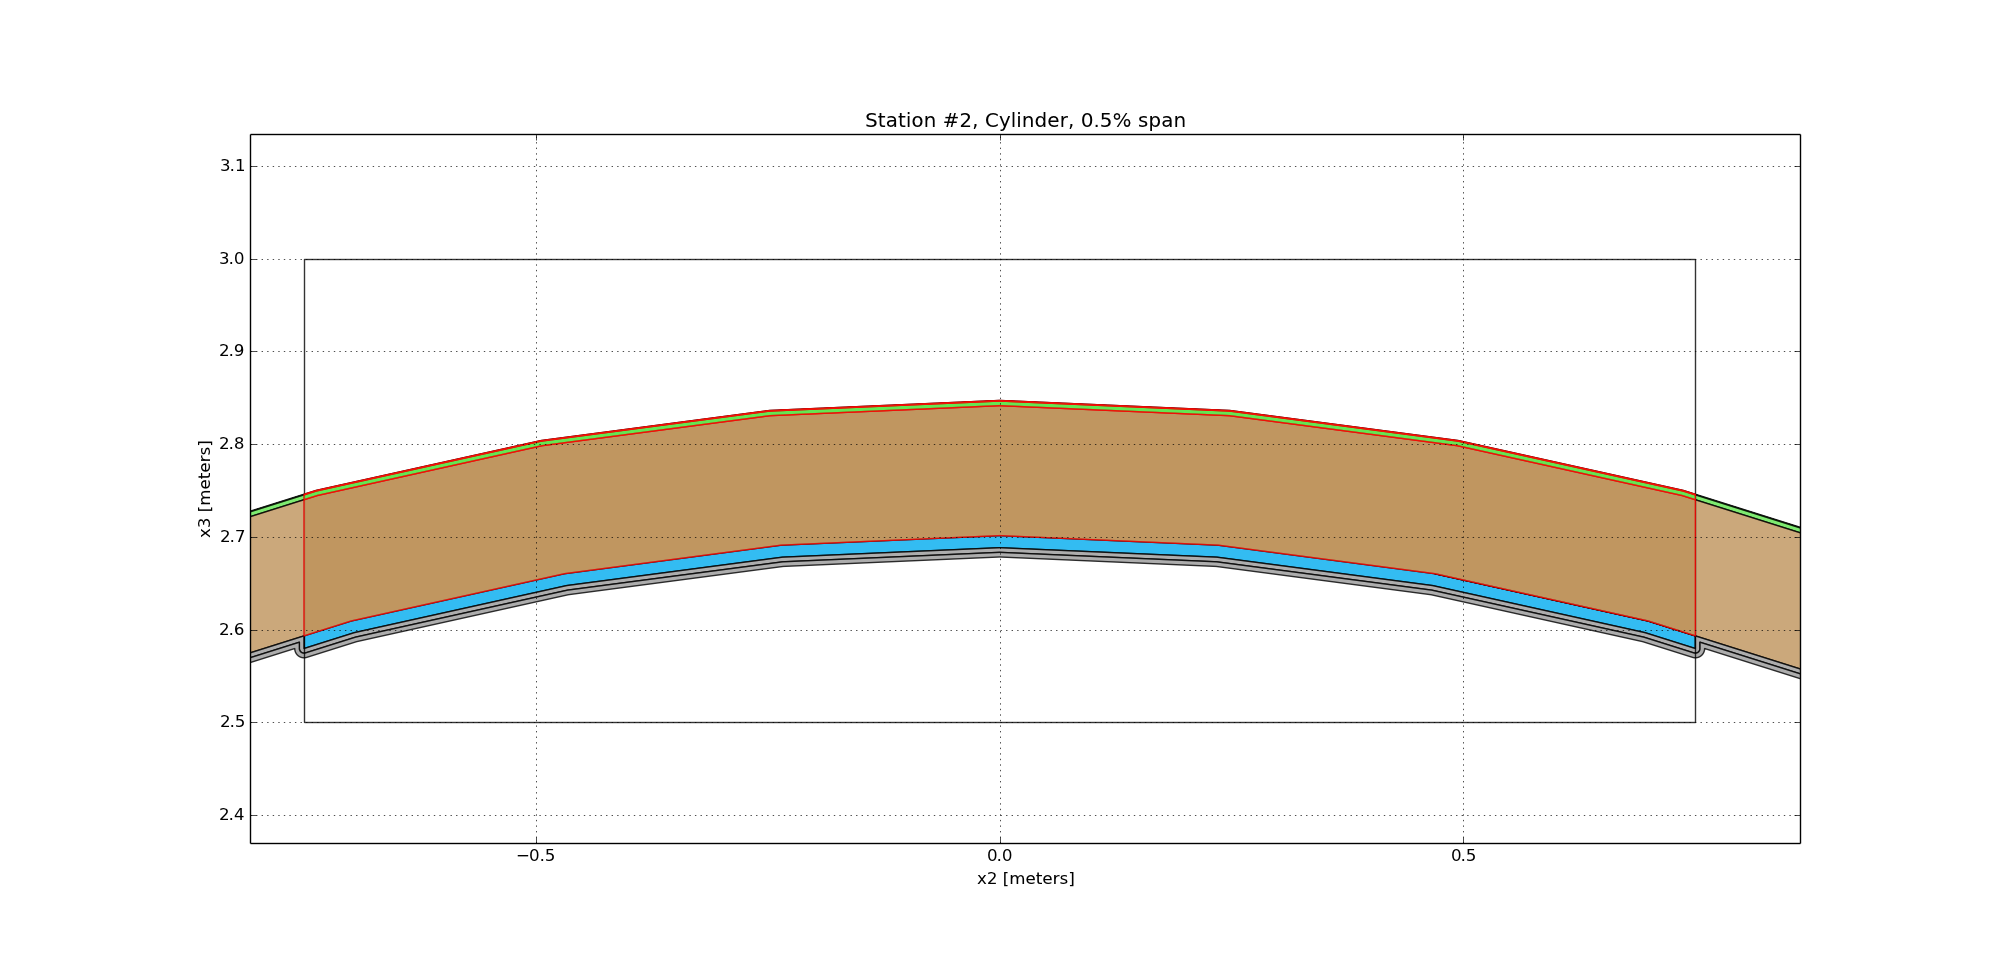 Station #2, Cylinder, 0.5% span
3.1
3.0
2.9
2.8
2.7
2.6
2.5
2.4
x3 [meters]
−0.5 0.0 0.5
x2 [meters]